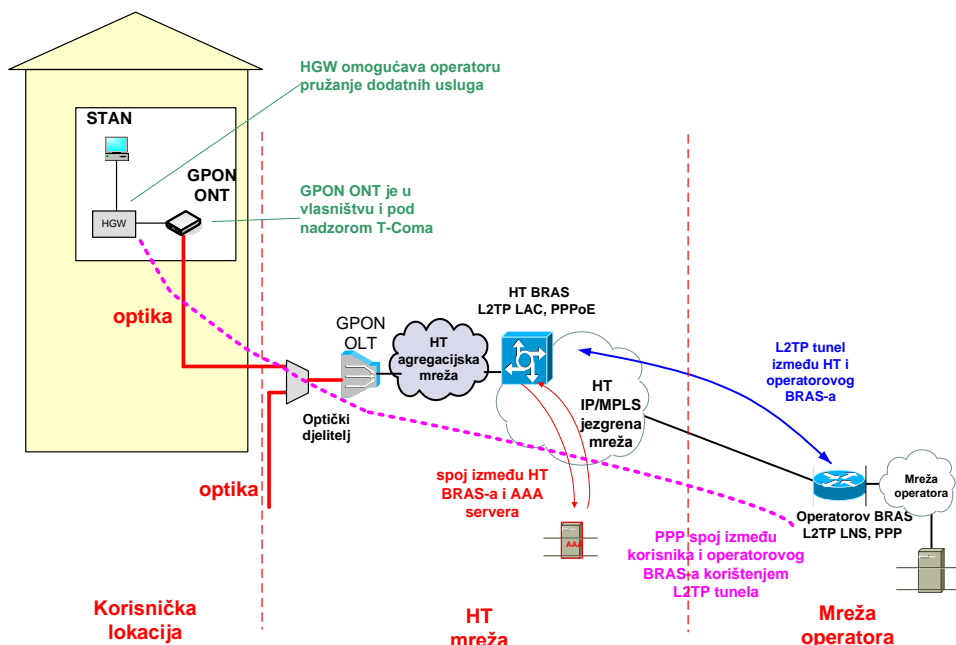 HGW omogućava operatoru
pružanje dodatnih usluga
STAN
GPON
ONT
HGW
GPON ONT je u
vlasništvu i pod
nadzorom T-Coma
optika
GPON
OLT
HT
agregacijska
mreža
HT BRAS
L2TP LAC, PPPoE
HT
IP/MPLS
jezgrena
mreža
L2TP tunel
između HT i
operatorovog
BRAS-a
Optički
djelitelj
optika
spoj između HT
BRAS-a i AAA
servera
AAA
Mreža
operatora
Operatorov BRAS
L2TP LNS, PPP
PPP spoj između
korisnika i operatorovog
BRAS-a korištenjem
L2TP tunela
Korisnička
lokacija
HT
mreža
Mreža
operatora